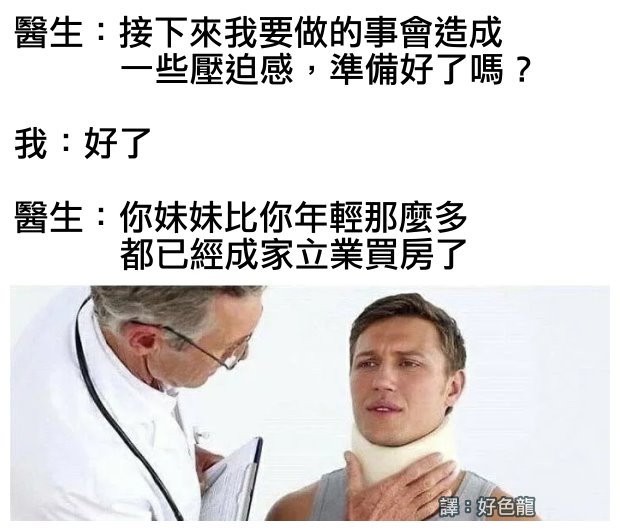 醫生：接下來我要做的事會造成
一些壓迫感，準備好了嗎？
我：好了
醫生：你妹妹比你年輕那麼多
都已經成家立業買房了
譯：好色龍